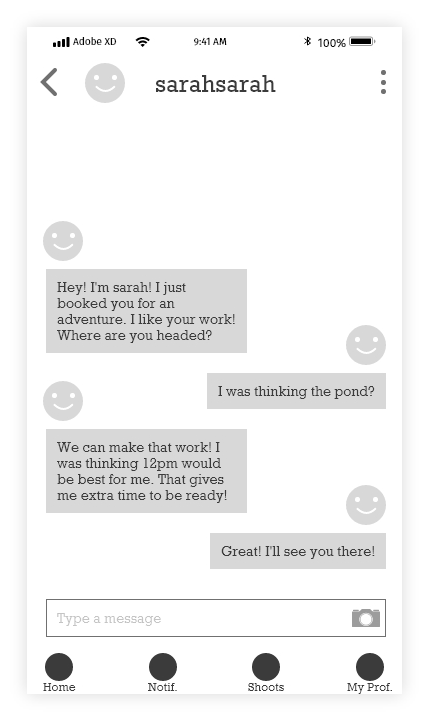 Adobe XD 9:41 AM 100%
sarahsarah
Hey! I'm sarah! I just
booked you for an
adventure. I like your work!
Where are you headed?
I was thinking the pond?
We can make that work! I
was thinking 12pm would
be best for me. That gives
me extra time to be ready!
Great! I'll see you there!
Type a message
Home Notif. Shoots My Prof.